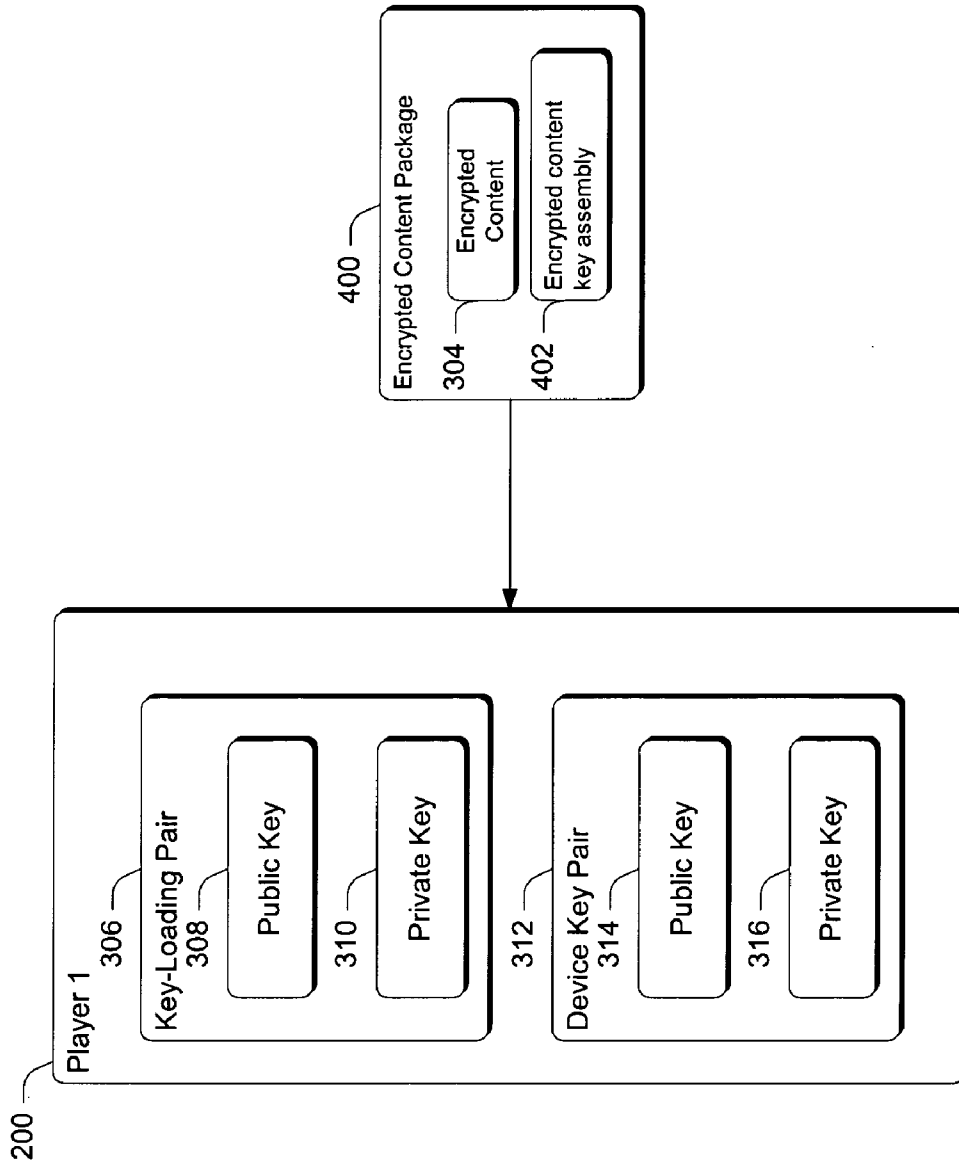 200
Player 1
306
Key-Loading Pair
308
Public Key
310
Private Key
312
Device Key Pair
314
Public Key
316
Private Key
400
Encrypted Content Package
304
Encrypted
Content
402
Encrypted content
key assembly